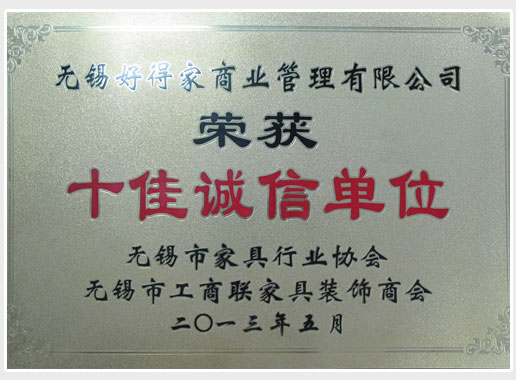 无锡好得家商业管理有限公司
荣获
十佳诚信单位
无锡市家具行业协会
无锡市工商联家具装饰商会
二〇一三年五月